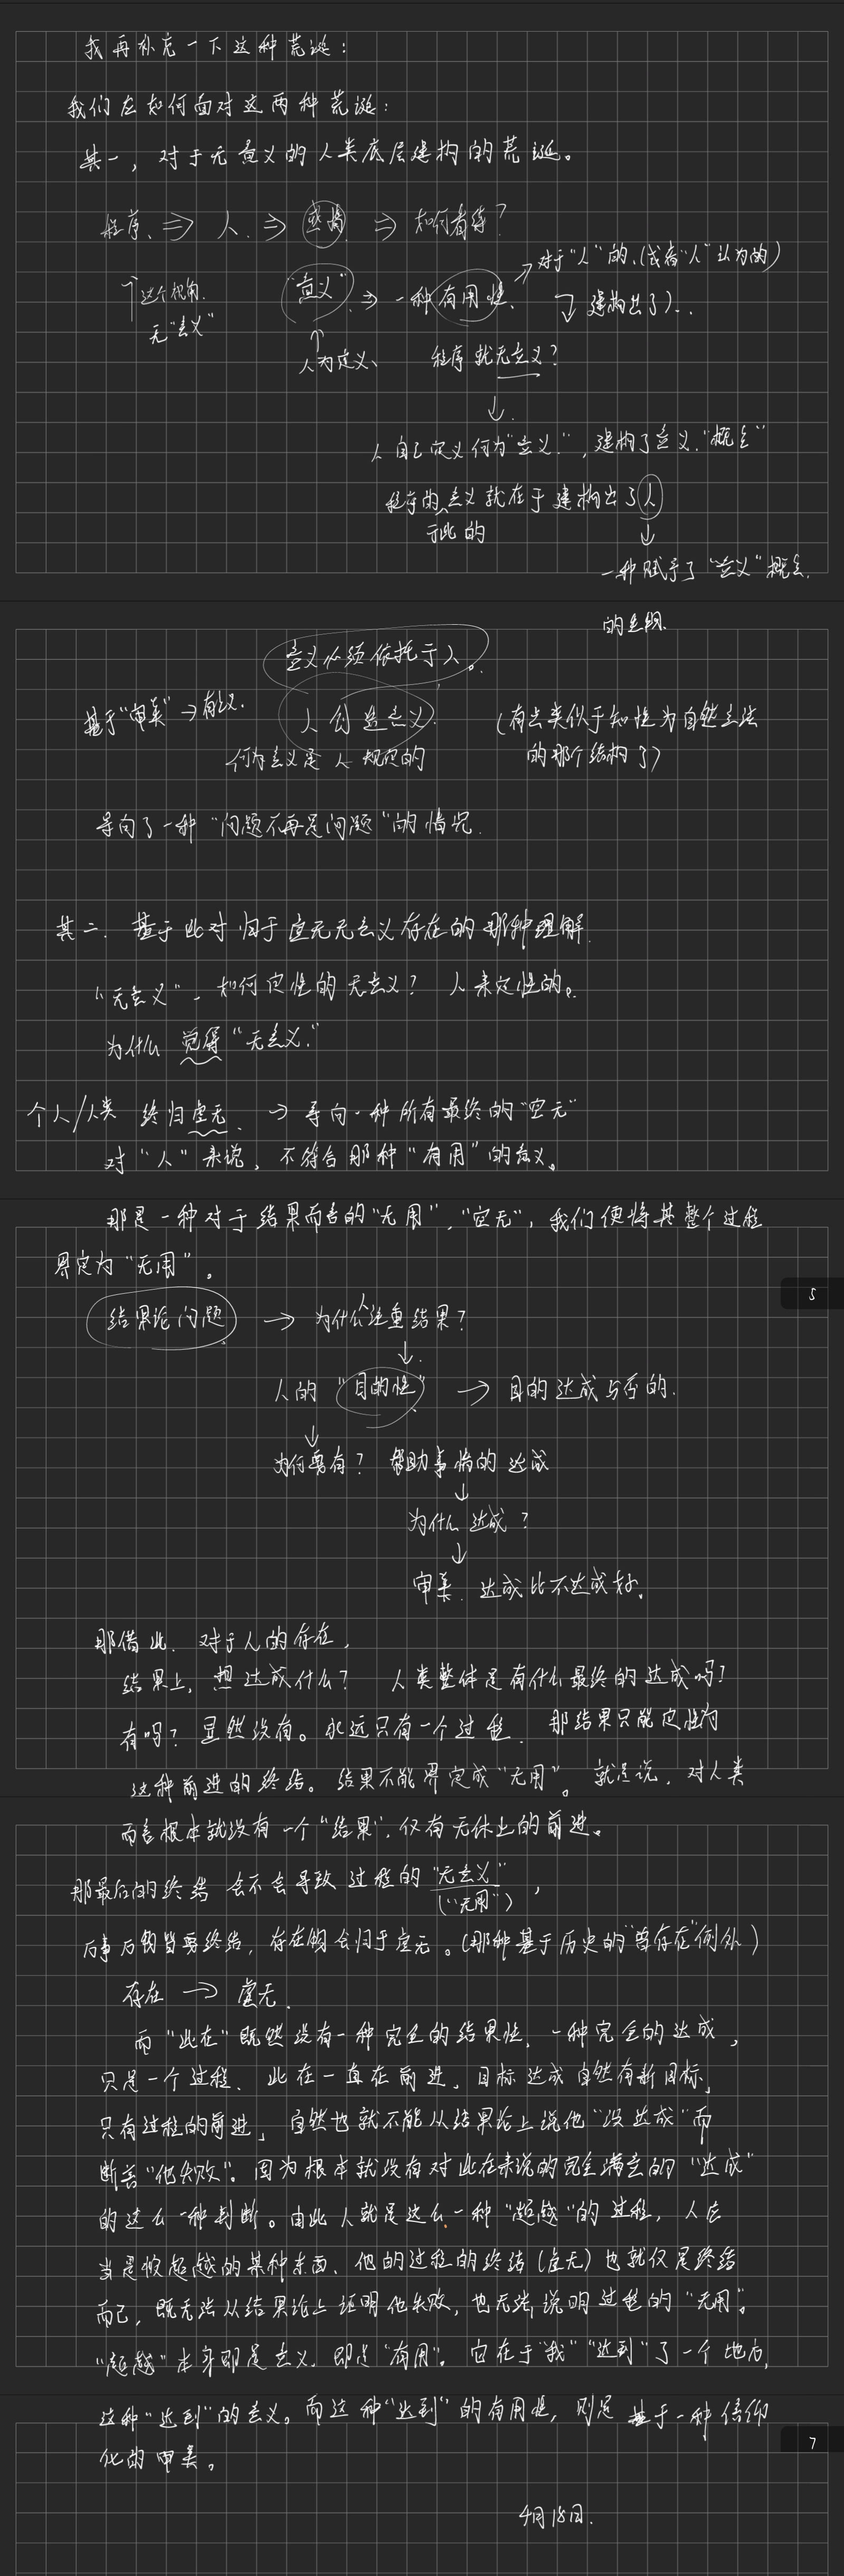 我再补充一下这种荒诞：
我们应如何面对这两种荒诞：
其一，对于无意义的人类底层建构的荒诞。
程序、⇒ 人、⇒ 荒诞 ⇒ 如何看待？
↑这个视角.
无"意义"
"意义" ⇒ 一种有用性、
↗对于"人"的、(或者"人"认为的)
↘ 建构出了人..
↑
人为定义、
程序就无意义？
↓
人自己定义何为"意义"，建构了意义"概念"
程序的意义就在于建构出了人
于此的
↓
一种赋予了"意义"概念
的生物.
意义必须依托于人。
基于"审美"→有意义.
人创造意义.
(有点类似于知性为自然立法
的那个结构了)
何为意义是人规定的
导向了一种"问题不再是问题"的情况.
其二. 基于此对归于虚无无意义存在的那种理解.
"无意义"-如何定性的无意义？人来定性的。
为什么 觉得"无意义"
个人/人类 终归虚无、→ 导向一种所有最终的"空无"
对"人"来说，不符合那种"有用"的意义。
那是一种对于结果而言的"无用"，"空无"，我们便将其整个过程
界定为"无用"。
5
结果论问题 → 为什么人注重结果？
↓
人的"目的性" → 目的达成与否的.
↓
为何要有？帮助事情的达成
↓
为什么达成？
↓
审美. 达成比不达成好.
那借此. 对于人的存在，
结果上，想达成什么？人类整体是有什么最终的达成吗？
有吗？显然没有。永远只有一个过程. 那结果只能定性为
这种前进的终结。结果不能界定成"无用"。就是说，对人类
而言根本就没有一个"结果"，仅有无休止的前进。
那最后的终结 会不会导致过程的"无意义"
("无用")，
万事万物皆要终结，存在物会归于虚无。(那种基于历史的"曾存在"例外)
存在 → 虚无.
而"此在"既然没有一种完全的结果性，一种完全的达成，
只是一个过程、此在一直在前进，目标达成自然有新目标，
只有过程的前进，自然也就不能从结果论上说他"没达成"而
断言"他失败"。因为根本就没有对此在来说的完全满意的"达成"
的这么一种判断。由此人就是这么一种"超越"的过程，人应
当是被超越的某种东西、他的过程的终结(虚无)也就仅是终结
而已，既无法从结果论上证明他失败，也无法说明过程的"无用"。
"超越"本身即是意义、即是"有用"。它在于"我""达到"了一个地方，
这种"达到"的意义。而这种"达到"的有用性，则是基于一种信仰
7
化的审美。
4月18日.